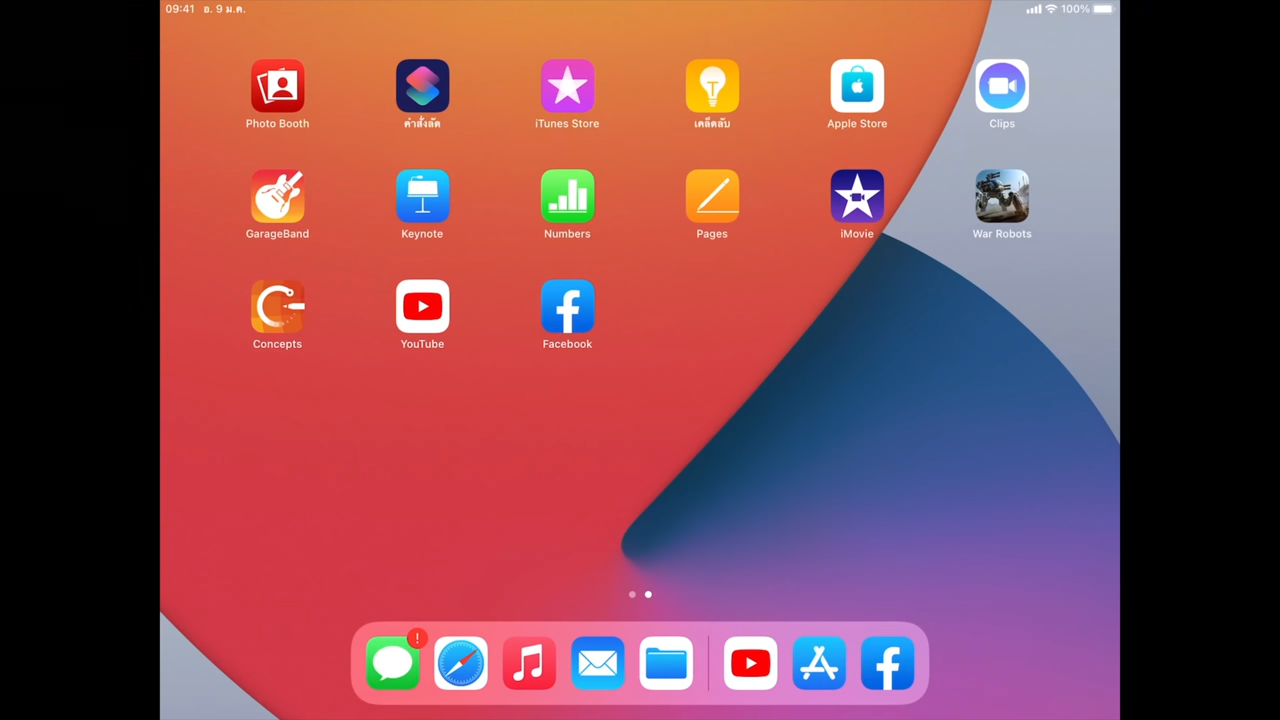 09:41 อ. 9 ม.ค. 100%
Photo Booth คำสั่งลัด iTunes Store เคล็ดลับ Apple Store Clips
GarageBand Keynote Numbers Pages iMovie War Robots
Concepts YouTube Facebook
!